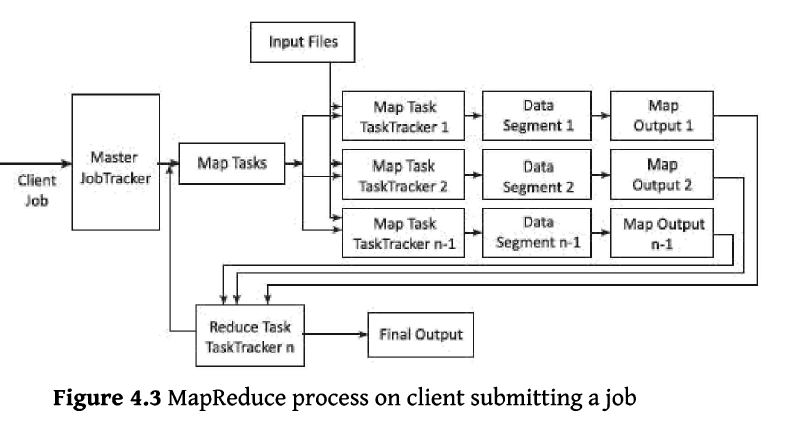 Input Files
Client
Job
Master
JobTracker
Map Tasks
Map Task
TaskTracker 1
Data
Segment 1
Map
Output 1
Map Task
TaskTracker 2
Data
Segment 2
Map
Output 2
Map Task
TaskTracker n-1
Data
Segment n-1
Map Output
n-1
Reduce Task
TaskTracker n
Final Output
Figure 4.3 MapReduce process on client submitting a job